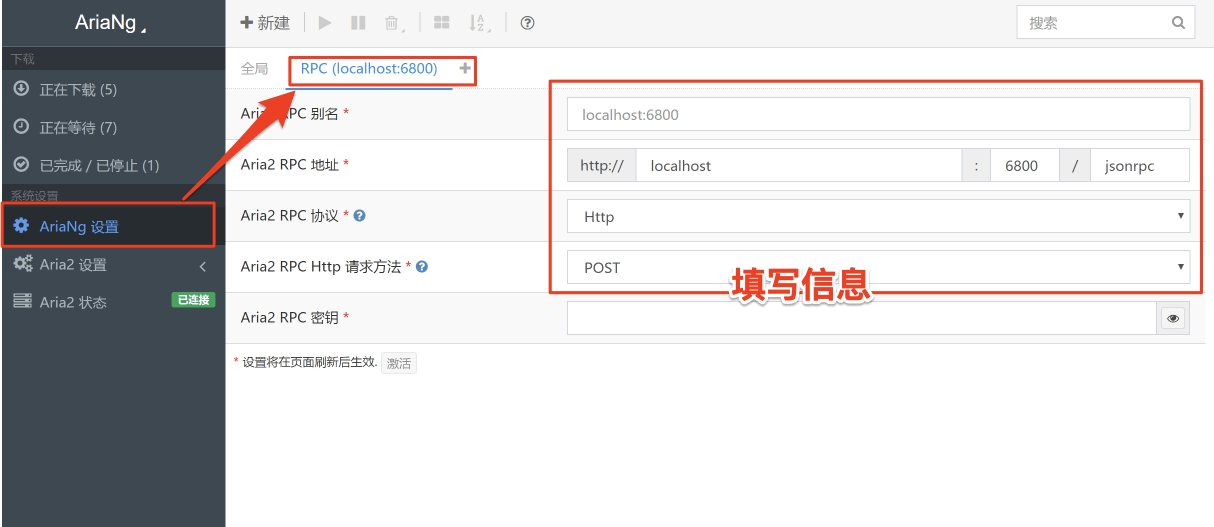 AriaNg
新建
搜索
下载
正在下载 (5)
正在等待 (7)
已完成 / 已停止 (1)
系统设置
AriaNg 设置
Aria2 设置
Aria2 状态 已连接
全局 RPC (localhost:6800)
Aria2 RPC 别名 * localhost:6800
Aria2 RPC 地址 * http:// localhost : 6800 / jsonrpc
Aria2 RPC 协议 * Http
Aria2 RPC Http 请求方法 * POST
填写信息
Aria2 RPC 密钥 *
* 设置将在页面刷新后生效. 激活